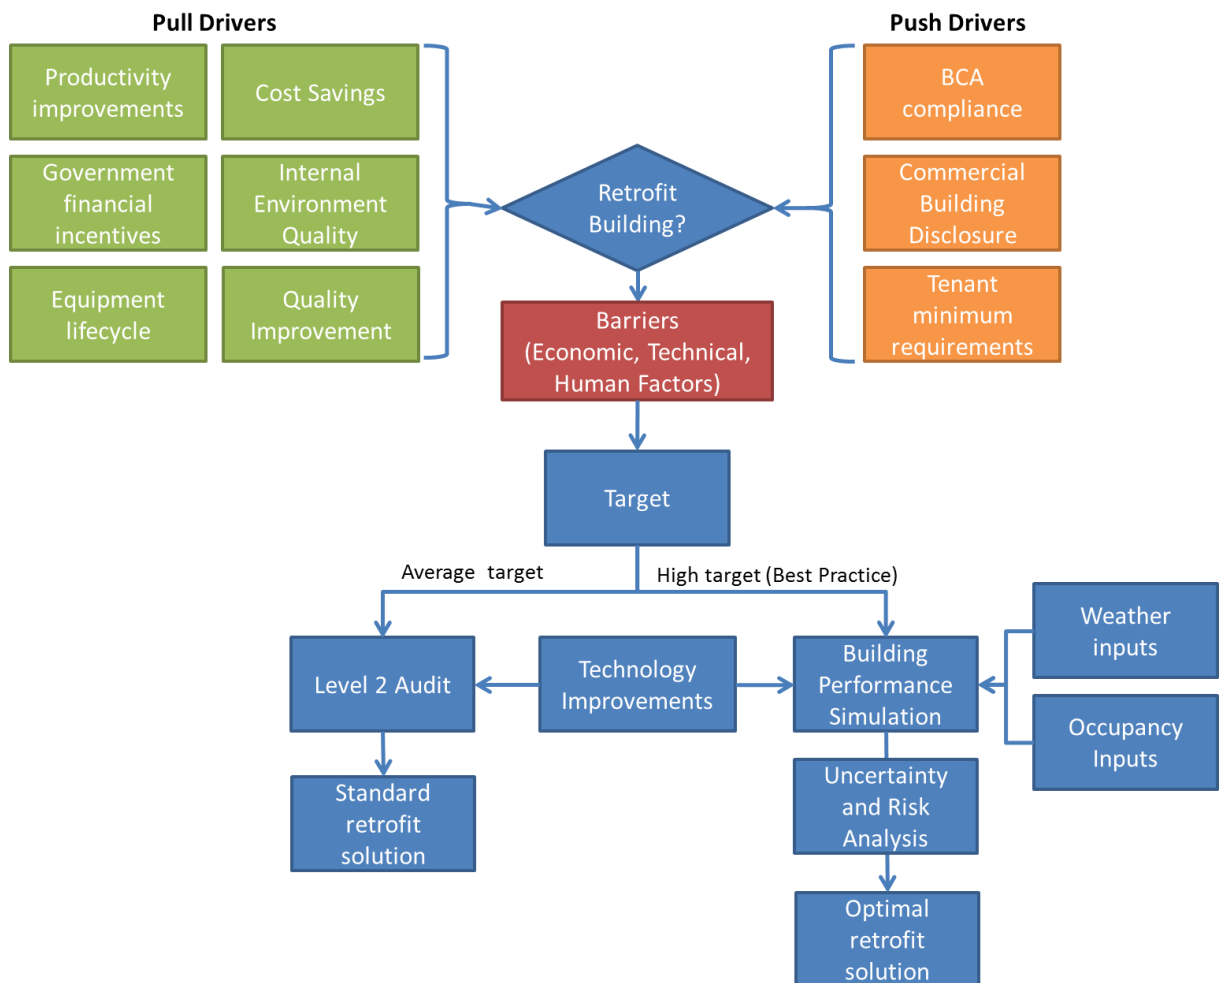 Pull Drivers
Push Drivers
Productivity
improvements
Cost Savings
Government
financial
incentives
Internal
Environment
Quality
Equipment
lifecycle
Quality
Improvement
BCA
compliance
Commercial
Building
Disclosure
Tenant
minimum
requirements
Retrofit
Building?
Barriers
(Economic, Technical,
Human Factors)
Target
Average target
High target (Best Practice)
Level 2 Audit
Technology
Improvements
Building
Performance
Simulation
Weather
inputs
Occupancy
Inputs
Standard
retrofit
solution
Uncertainty
and Risk
Analysis
Optimal
retrofit
solution